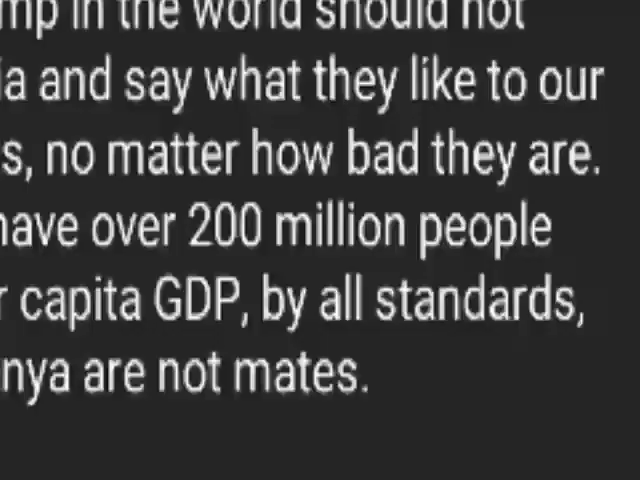 mp in the world should not
ia and say what they like to our
s, no matter how bad they are.
have over 200 million people
r capita GDP, by all standards,
nya are not mates.